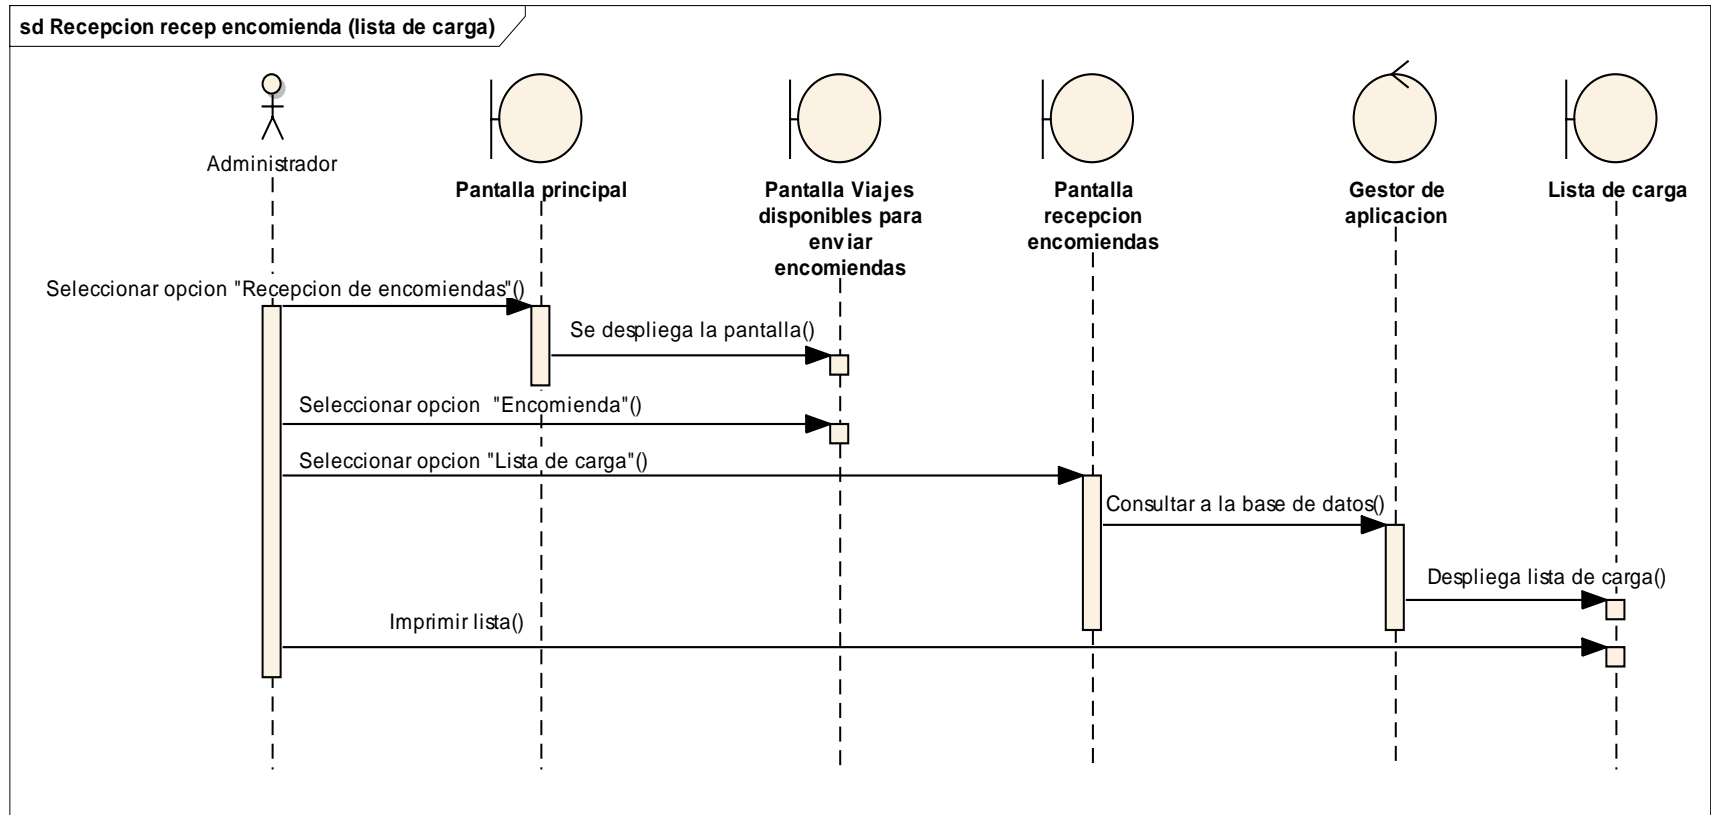 sd Recepcion recep encomienda (lista de carga)
Administrador
Pantalla principal
Pantalla Viajes
disponibles para
enviar
encomiendas
Pantalla
recepcion
encomiendas
Gestor de
aplicacion
Lista de carga
Seleccionar opcion "Recepcion de encomiendas"()
Se despliega la pantalla()
Seleccionar opcion  "Encomienda"()
Seleccionar opcion "Lista de carga"()
Consultar a la base de datos()
Despliega lista de carga()
Imprimir lista()